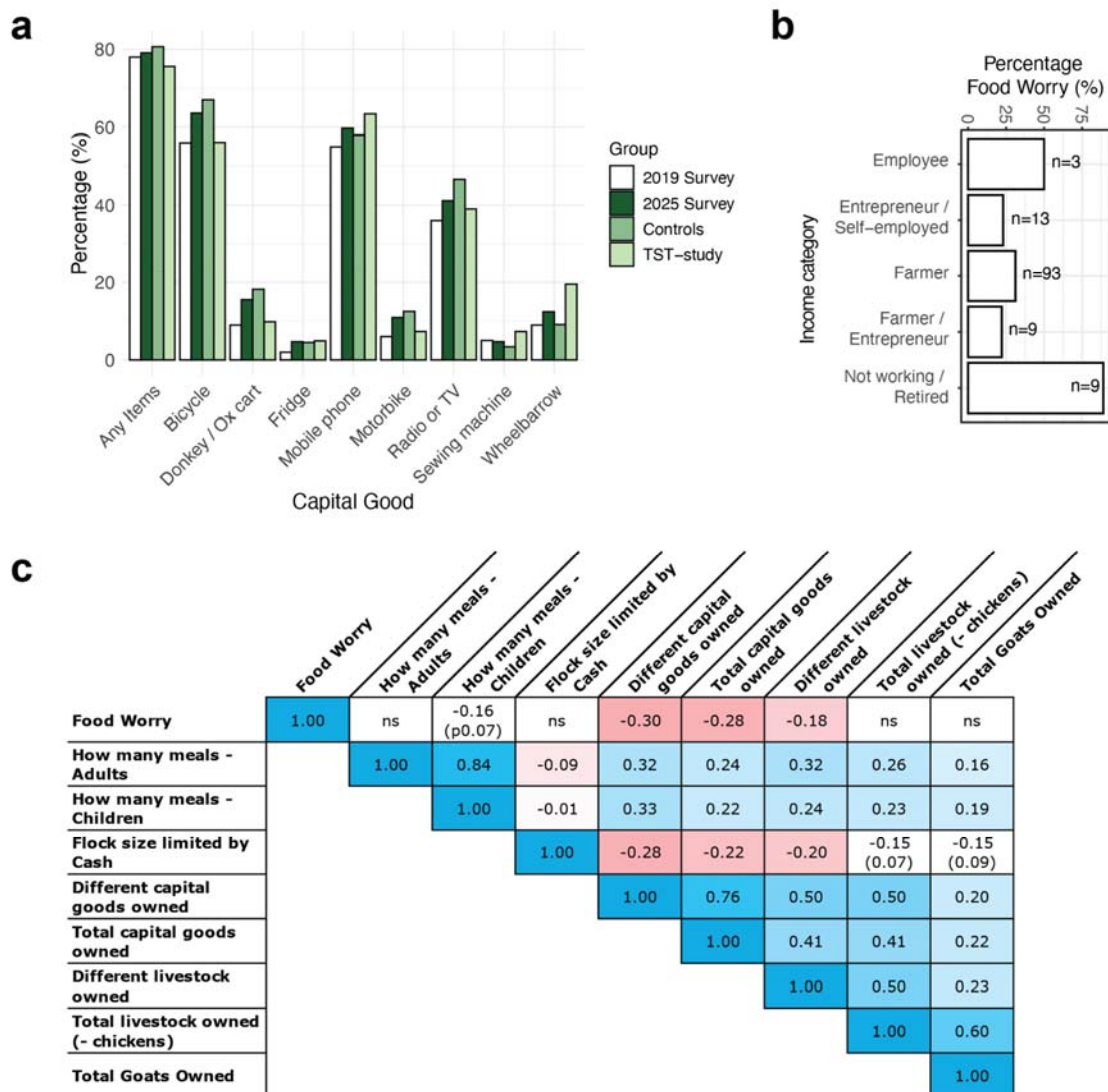 a
80
60
40
20
0
Percentage (%)
Any Items
Bicycle
Donkey / Ox cart
Fridge
Mobile phone
Motorbike
Radio or TV
Sewing machine
Wheelbarrow
Capital Good
Group
2019 Survey
2025 Survey
Controls
TST-study
b
Percentage
Food Worry (%)
0
25
50
75
Income category
Employee
n=3
Entrepreneur /
Self-employed
n=13
Farmer
n=93
Farmer /
Entrepreneur
n=9
Not working /
Retired
n=9
c
Food Worry
How many meals -
Adults
How many meals -
Children
Flock size limited by
Cash
Different capital
goods owned
Total capital goods
owned
Different livestock
owned
Total livestock
owned (- chickens)
Total Goats Owned
Food Worry
1.00 ns -0.16 ns -0.30 -0.28 -0.18 ns ns
(p0.07)
How many meals -
Adults
1.00 0.84 -0.09 0.32 0.24 0.32 0.26 0.16
How many meals -
Children
1.00 -0.01 0.33 0.22 0.24 0.23 0.19
Flock size limited by
Cash
1.00 -0.28 -0.22 -0.20 -0.15 -0.15
(0.07) (0.09)
Different capital
goods owned
1.00 0.76 0.50 0.50 0.20
Total capital goods
owned
1.00 0.41 0.41 0.22
Different livestock
owned
1.00 0.50 0.23
Total livestock owned
(- chickens)
1.00 0.60
Total Goats Owned
1.00